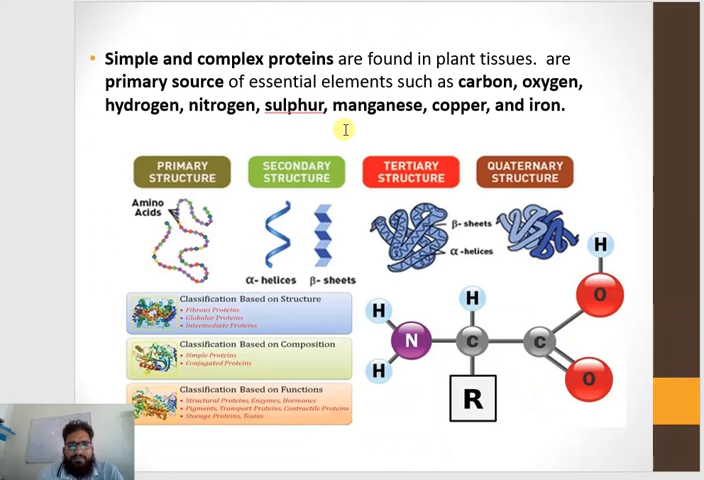 Simple and complex proteins are found in plant tissues. are
primary source of essential elements such as carbon, oxygen,
hydrogen, nitrogen, sulphur, manganese, copper, and iron.
PRIMARY
STRUCTURE
SECONDARY
STRUCTURE
TERTIARY
STRUCTURE
QUATERNARY
STRUCTURE
Amino
Acids
α- helices
β- sheets
β- sheets
α -helices
Classification Based on Structure
• Fibrous Proteins
• Globular Proteins
• Intermediate Proteins
Classification Based on Composition
• Simple Proteins
• Conjugated Proteins
Classification Based on Functions
• Structural Proteins, Enzymes, Hormones
• Pigments, Transport Proteins, Contractile Proteins
• Storage Proteins, Toxins
H
H
H
O
N
C
C
H
O
R